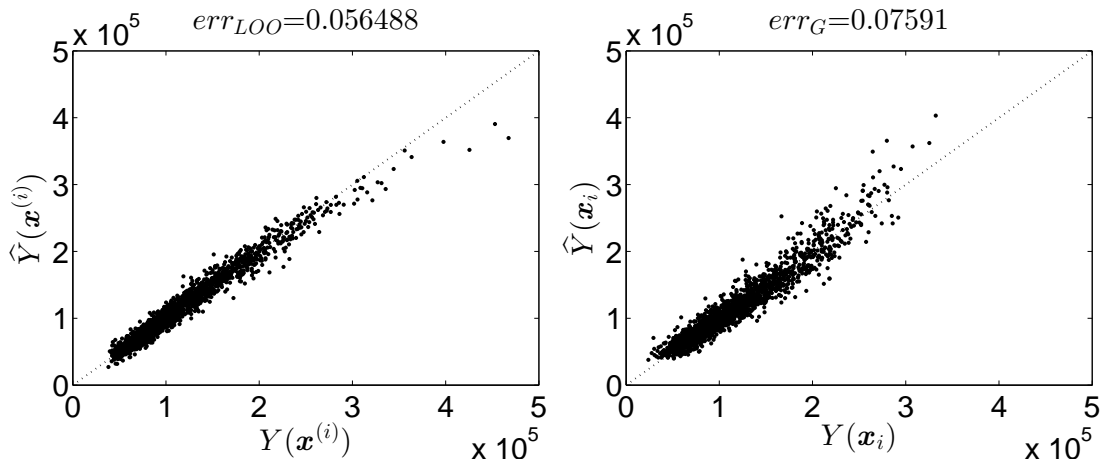 err_{LOO}=0.056488
x 10^5
5
4
3
2
1
0
Ŷ(x^{(i)})
0 1 2 3 4 5
Y(x^{(i)})
x 10^5
err_G=0.07591
x 10^5
5
4
3
2
1
0
Ŷ(x_i)
0 1 2 3 4 5
Y(x_i)
x 10^5